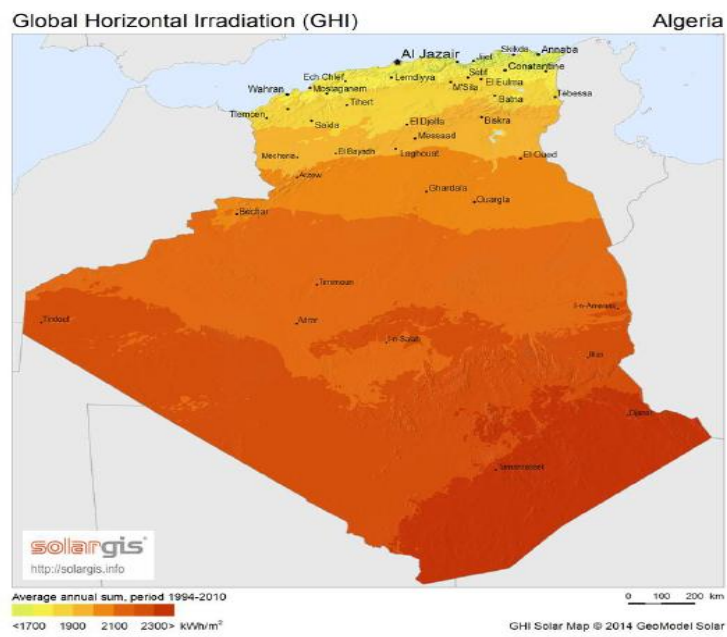 Global Horizontal Irradiation (GHI) Algeria
Al Jazair
Jijel
Skikda
Annaba
Ech Chlef
Lemdiyya
Setif
Constantine
El Eulma
Wahran
Mostaganem
M'Sila
Tihert
Batna
Tebessa
Tlemcen
Saida
El Djelfa
Biskra
Messaad
Mecheria
El Bayadh
Laghouat
El Oued
Ghardaia
Ouargla
Bechar
Timimoun
Tindouf
Adrar
In-Amenas
In-Salah
Illizi
Djanet
Tamanrasset
solargis
http://solargis.info
Average annual sum, period 1994-2010
0 100 200 km
<1700 1900 2100 2300> kWh/m²
GHI Solar Map © 2014 GeoModel Solar